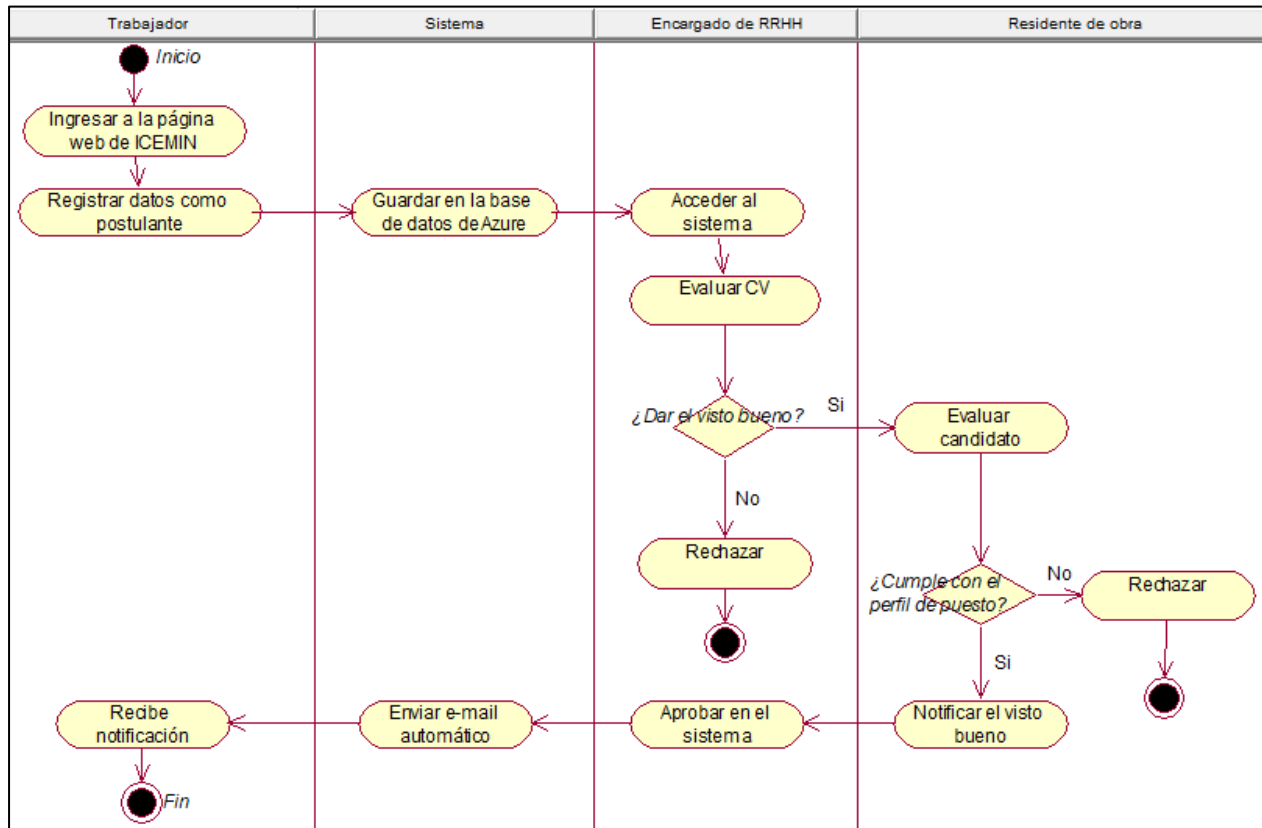 Trabajador
Sistema
Encargado de RRHH
Residente de obra
Inicio
Ingresar a la página
web de ICEMIN
Registrar datos como
postulante
Guardar en la base
de datos de Azure
Acceder al
sistema
Evaluar CV
¿Dar el visto bueno?
Si
Evaluar
candidato
No
Rechazar
¿Cumple con el
perfil de puesto?
No
Rechazar
Si
Recibe
notificación
Enviar e-mail
automático
Aprobar en el
sistema
Notificar el visto
bueno
Fin